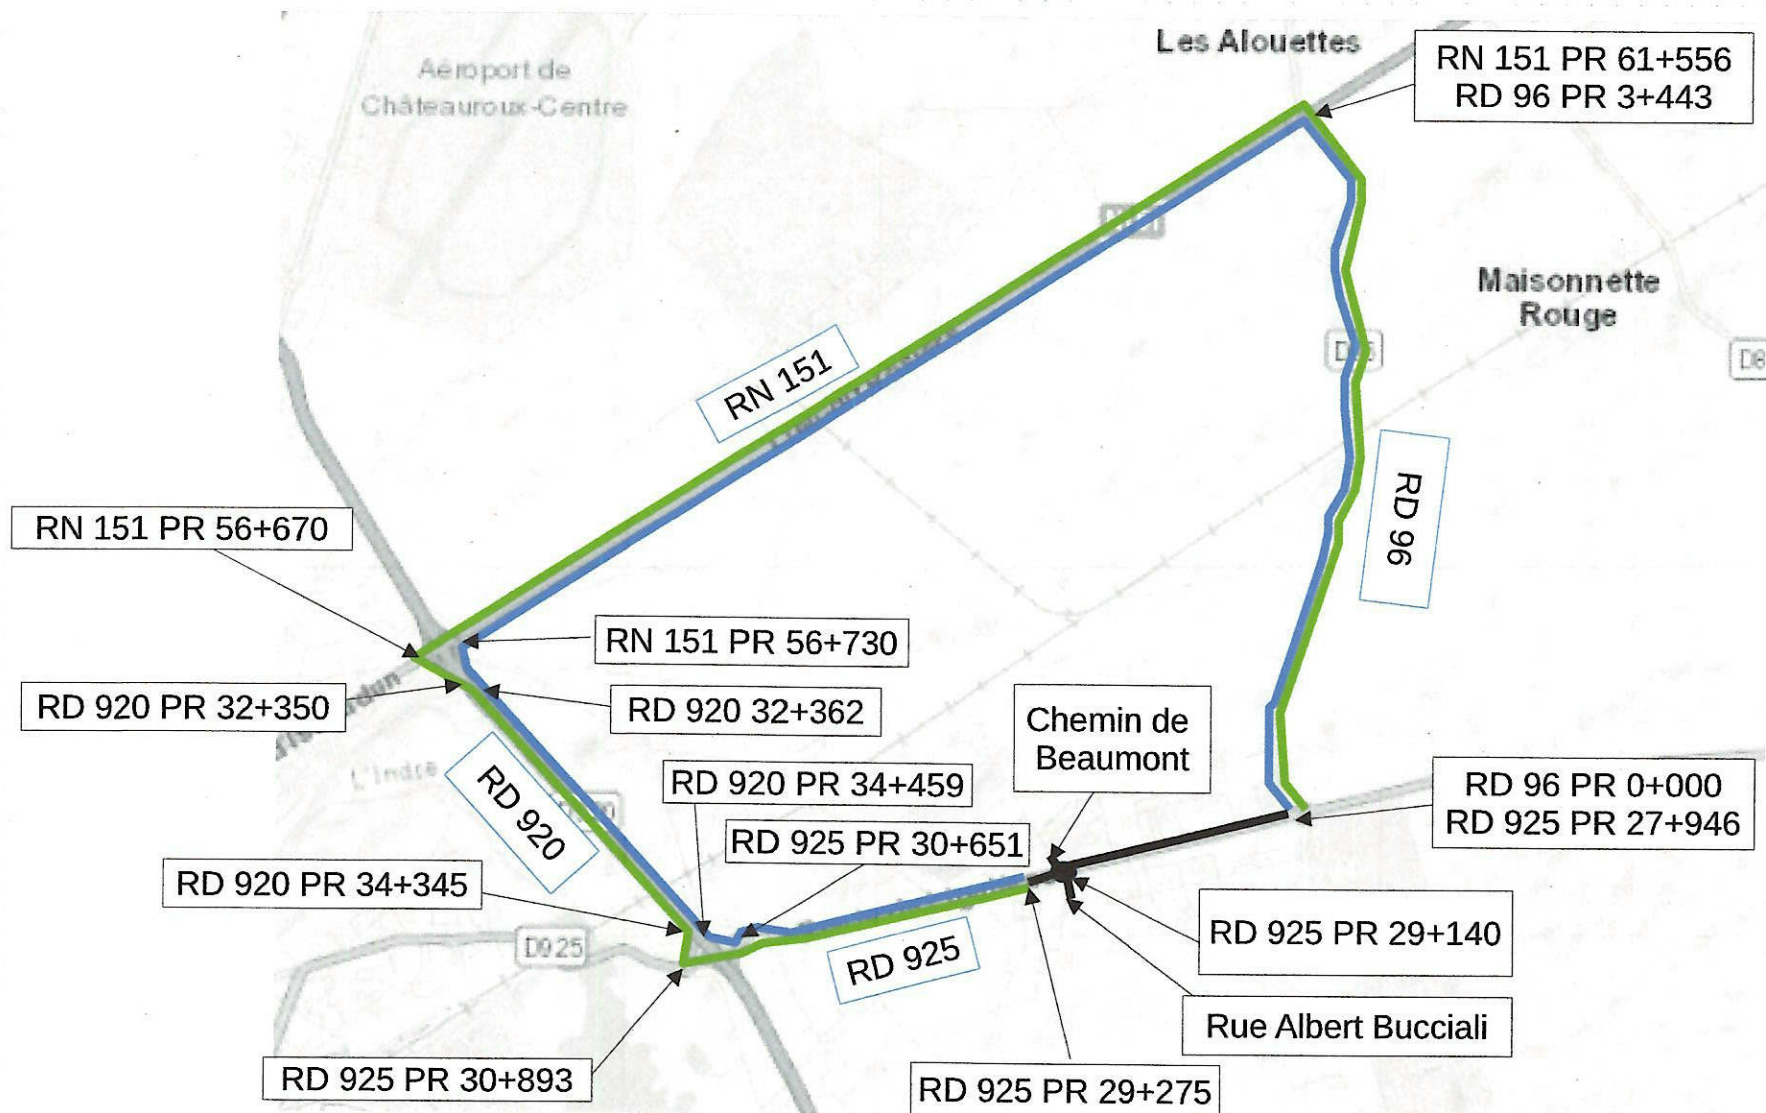 Les Alouettes
RN 151 PR 61+556
RD 96 PR 3+443
Aéroport de
Châteauroux-Centre
Maisonnette
Rouge
D8
RN 151
RD 96
RN 151 PR 56+670
RN 151 PR 56+730
RD 920 PR 32+350
RD 920 32+362
Chemin de
Beaumont
L'Indre
RD 920
RD 920 PR 34+459
RD 96 PR 0+000
RD 925 PR 27+946
RD 925 PR 30+651
RD 920 PR 34+345
D925
RD 925
RD 925 PR 29+140
Rue Albert Bucciali
RD 925 PR 30+893
RD 925 PR 29+275